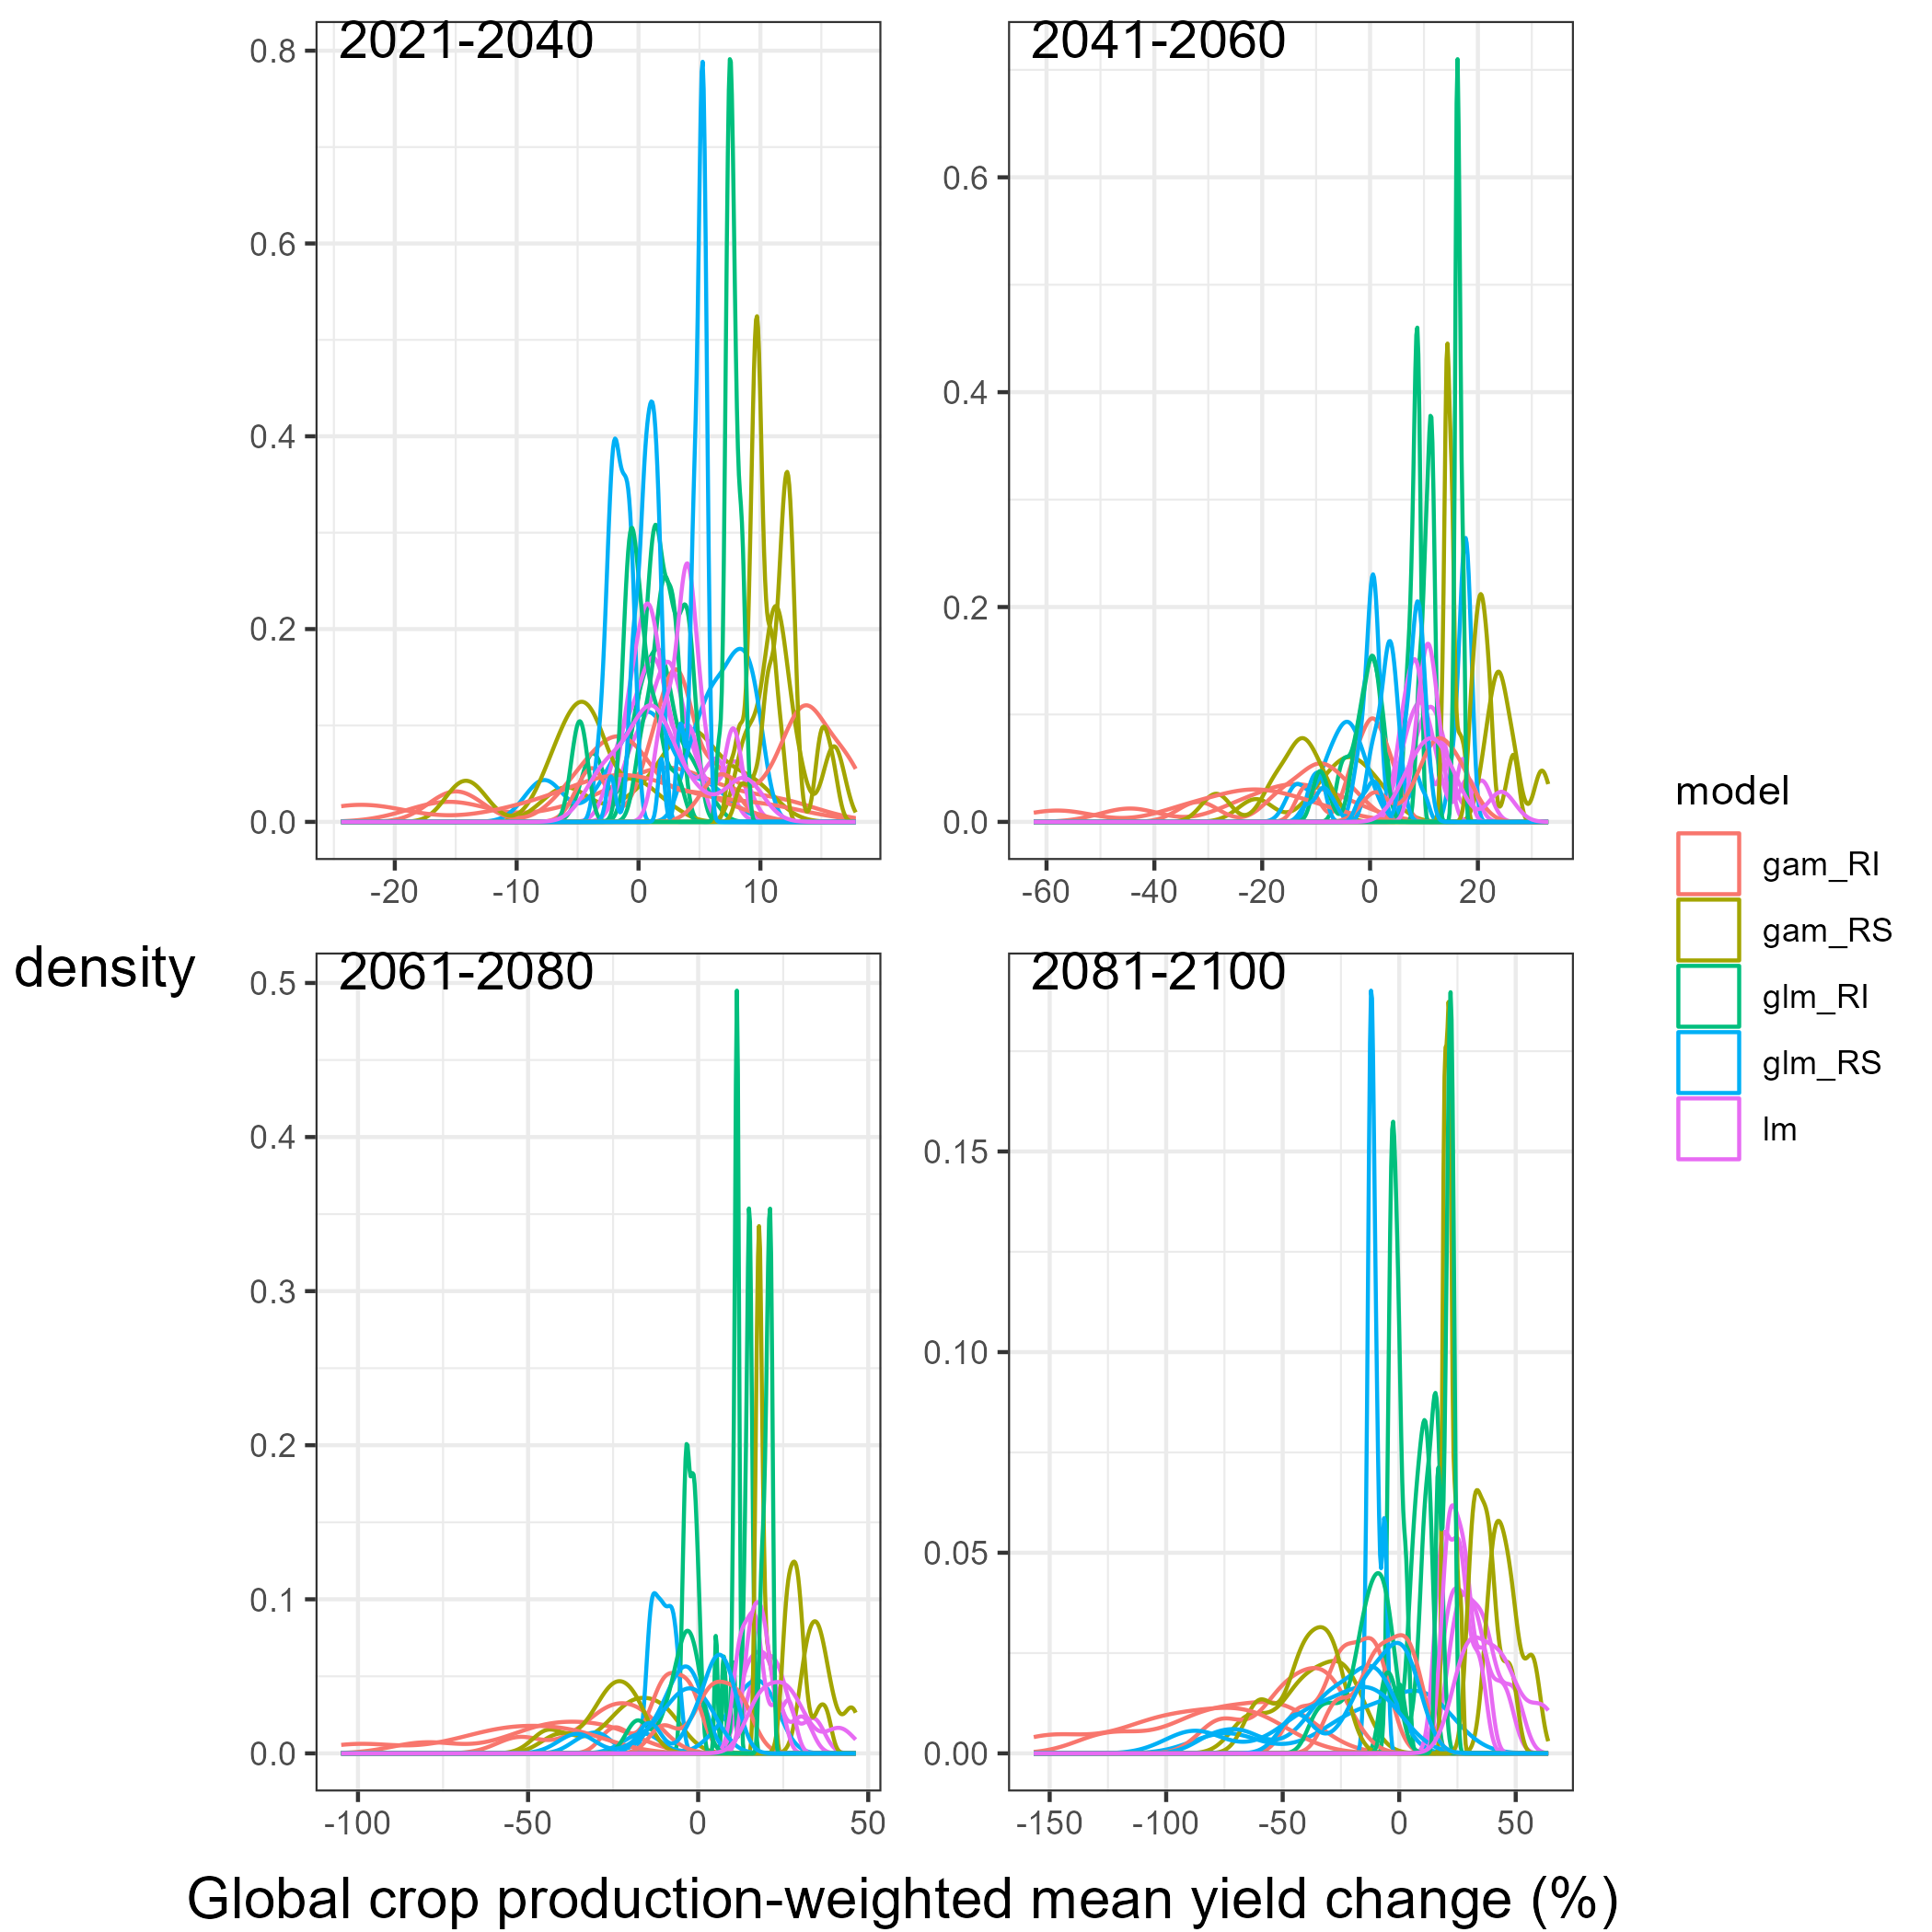 2021-2040
0.8
0.6
0.4
0.2
0.0
-20 -10 0 10
2041-2060
0.6
0.4
0.2
0.0
-60 -40 -20 0 20
density
2061-2080
0.5
0.4
0.3
0.2
0.1
0.0
-100 -50 0 50
2081-2100
0.15
0.10
0.05
0.00
-150 -100 -50 0 50
model
gam_RI
gam_RS
glm_RI
glm_RS
lm
Global crop production-weighted mean yield change (%)